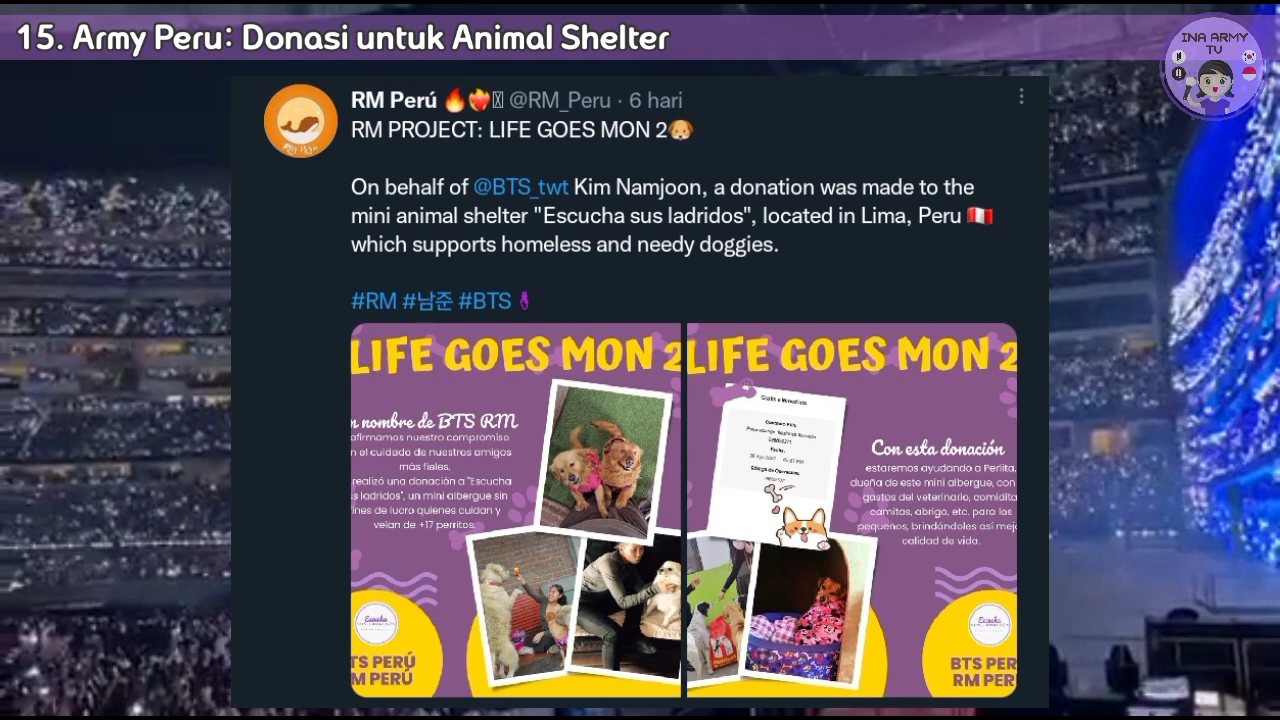 15. Army Peru: Donasi untuk Animal Shelter
INA ARMY
TV
RM Perú 🔥❤️‍🔥 @RM_Peru · 6 hari
RM PROJECT: LIFE GOES MON 2🐶
On behalf of @BTS_twt Kim Namjoon, a donation was made to the
mini animal shelter "Escucha sus ladridos", located in Lima, Peru 🇵🇪
which supports homeless and needy doggies.
#RM #남준 #BTS
LIFE GOES MON 2
n nombre de BTS RM
afirmamos nuestro compromiso
n al cuidado de nuestros amigos
más fieles.
realizó una donación a "Escucha
s ladridos", un mini albergue sin
ines de lucro quienes cuidan y
velan de +17 perritos.
Escucha
TS PERÚ
M PERÚ
LIFE GOES MON 2
Con esta donación
estaremos ayudando a Perlita,
dueña de este mini albergue, con
gastos del veterinario, comidita
camitas, abrigo, etc. para los
pequeños, brindándoles así mejo
calidad de vida.
Escucha
BTS PER
RM PER